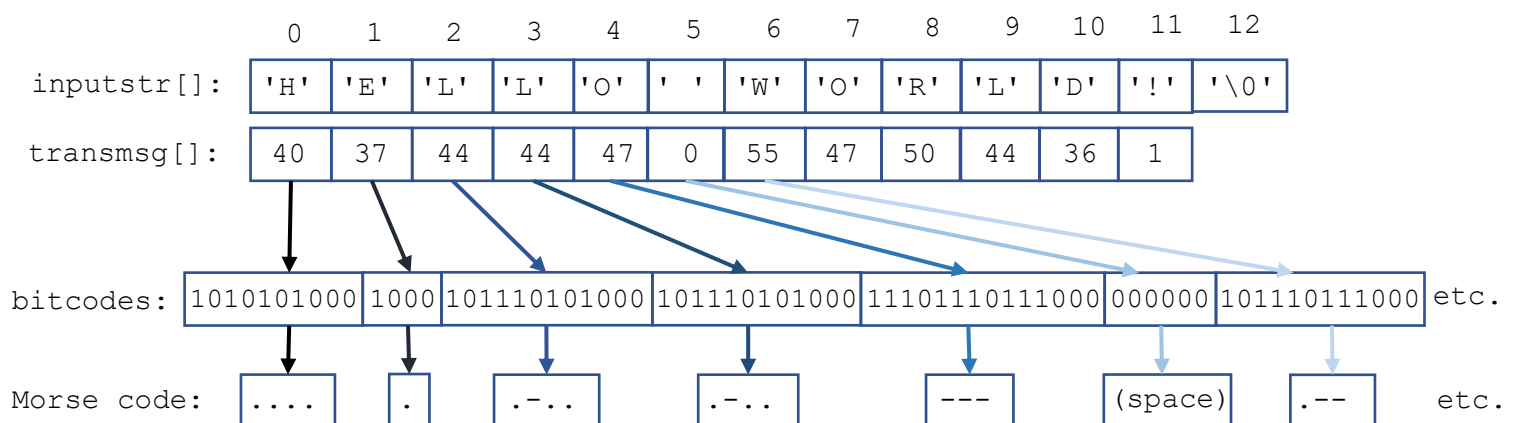 0 1 2 3 4 5 6 7 8 9 10 11 12
inputstr[]: 'H' 'E' 'L' 'L' 'O' ' ' 'W' 'O' 'R' 'L' 'D' '!' '\0'
transmsg[]: 40 37 44 44 47 0 55 47 50 44 36 1
bitcodes: 1010101000 1000 101110101000 101110101000 11101110111000 000000 101110111000 etc.
Morse code: .... . .-.. .-.. --- (space) .-- etc.